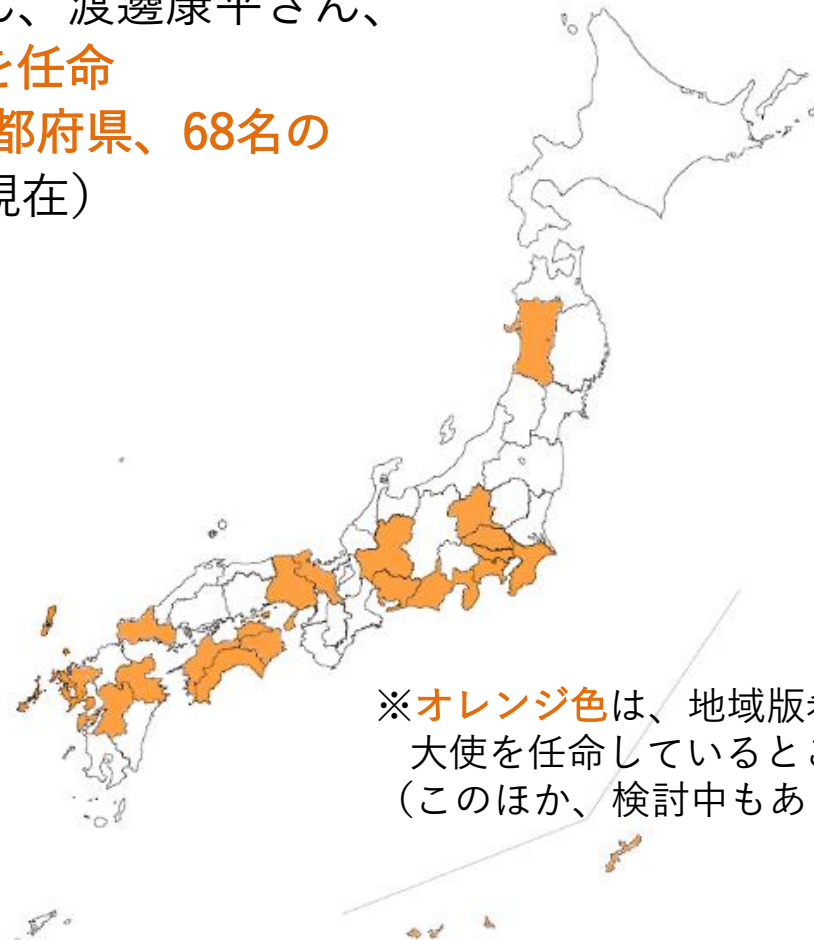 、渡邊康平さん、
を任命
都府県、68名の
現在）
※オレンジ色は、地域版
大使を任命していると
（このほか、検討中もあ